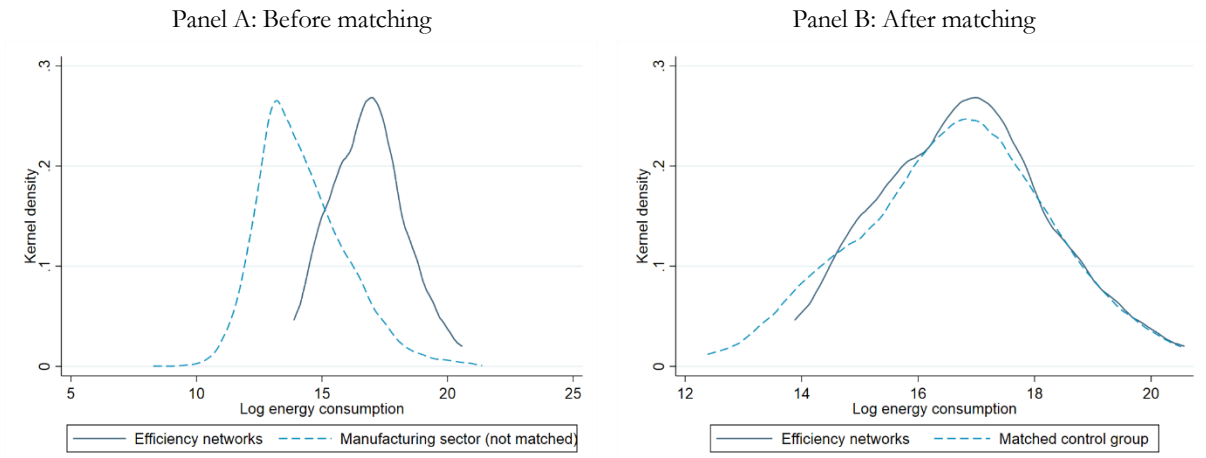 Panel A: Before matching
Kernel density
.3
.2
.1
0
5 10 15 20 25
Log energy consumption
Efficiency networks Manufacturing sector (not matched)
Panel B: After matching
Kernel density
.3
.2
.1
0
12 14 16 18 20
Log energy consumption
Efficiency networks Matched control group